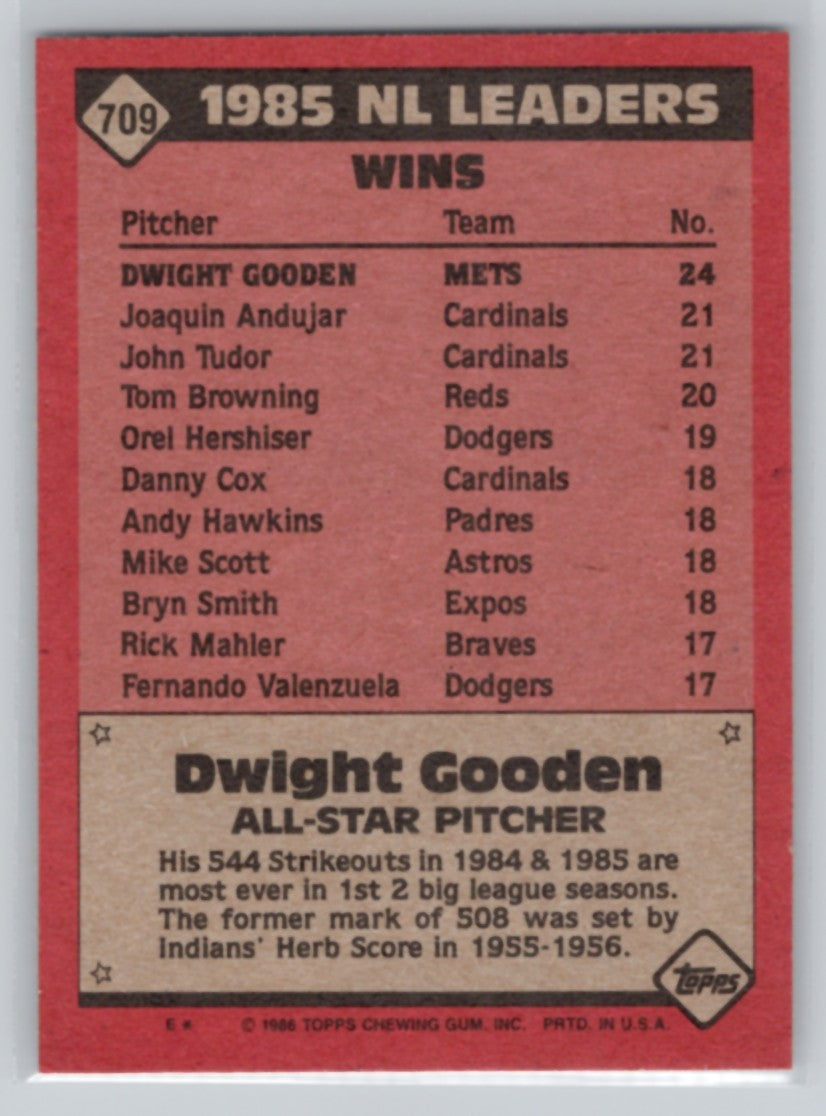 709 1985 NL LEADERS
WINS
Pitcher Team No.
DWIGHT GOODEN METS 24
Joaquin Andujar Cardinals 21
John Tudor Cardinals 21
Tom Browning Reds 20
Orel Hershiser Dodgers 19
Danny Cox Cardinals 18
Andy Hawkins Padres 18
Mike Scott Astros 18
Bryn Smith Expos 18
Rick Mahler Braves 17
Fernando Valenzuela Dodgers 17
Dwight Gooden
ALL-STAR PITCHER
His 544 Strikeouts in 1984 & 1985 are
most ever in 1st 2 big league seasons.
The former mark of 508 was set by
Indians' Herb Score in 1955-1956.
Topps
E * © 1986 TOPPS CHEWING GUM, INC. PRTD. IN U.S.A.